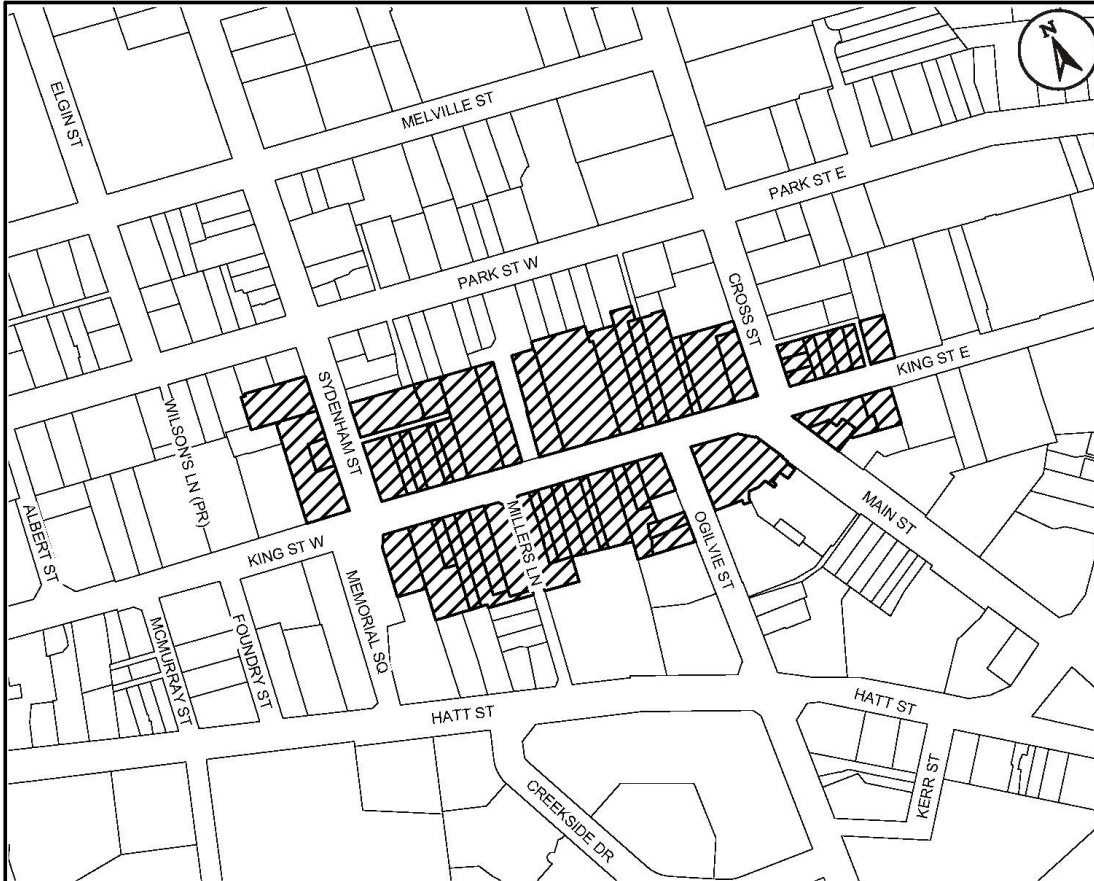 N
ELGIN ST
MELVILLE ST
PARK ST E
PARK ST W
CROSS ST
KING ST E
SYDENHAM ST
WILSON'S LN (PR)
ALBERT ST
KING ST W
MILLERS LN
OGILVIE ST
MAIN ST
MEMORIAL SQ
FOUNDRY ST
MCMURRAY ST
HATT ST
HATT ST
KERR ST
CREEKSIDE DR